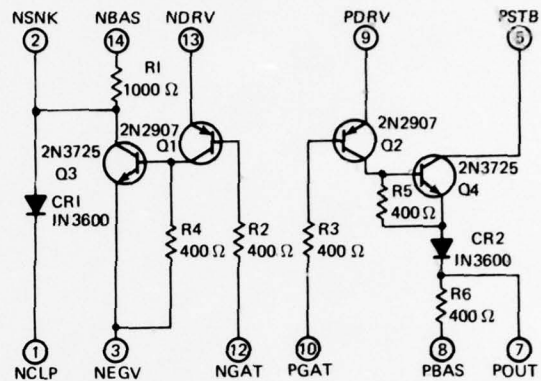 NSNK NBAS NDRV PDRV PSTB
2 14 13 9 5
R1
1000 Ω
2N2907
Q1
2N3725
Q3
2N2907
Q2
2N3725
Q4
CR1
IN3600
R4
400 Ω
R2
400 Ω
R3
400 Ω
R5
400 Ω
CR2
IN3600
R6
400 Ω
1 3 12 10 8 7
NCLP NEGV NGAT PGAT PBAS POUT